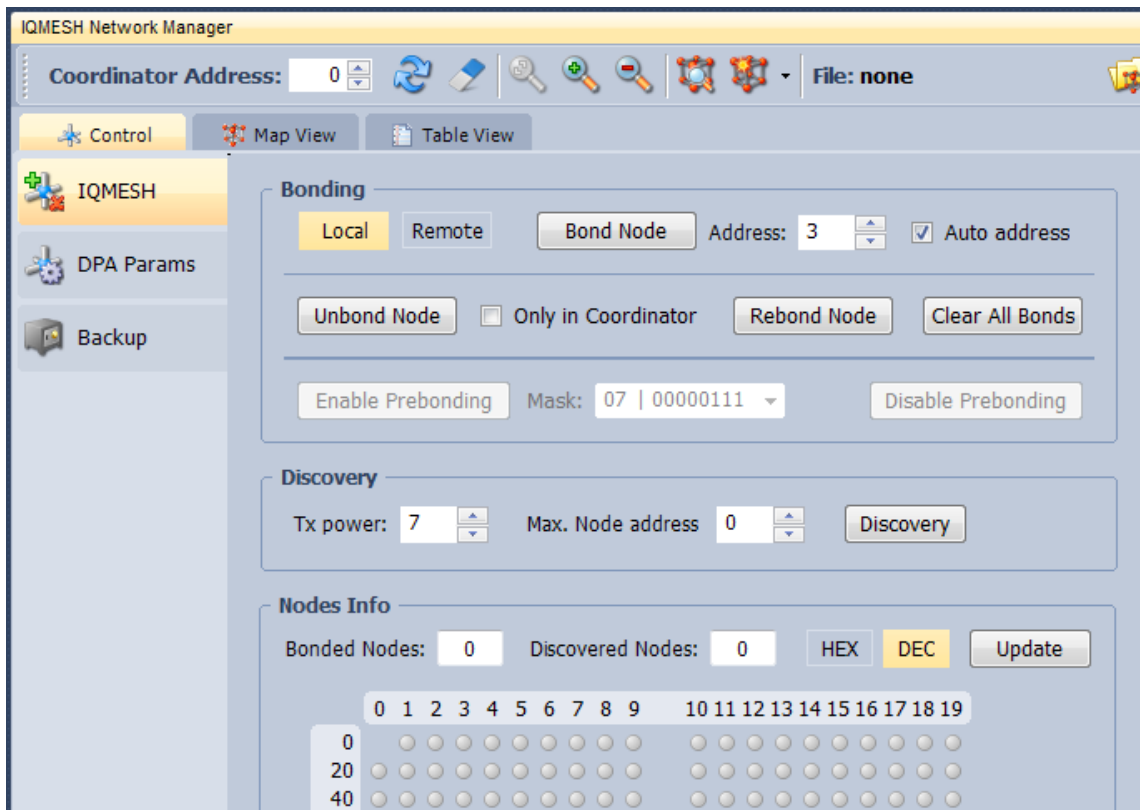 IQMESH Network Manager
Coordinator Address: 0 File: none
Control Map View Table View
IQMESH
DPA Params
Backup
Bonding
Local Remote Bond Node Address: 3 Auto address
Unbond Node Only in Coordinator Rebond Node Clear All Bonds
Enable Prebonding Mask: 07 | 00000111 Disable Prebonding
Discovery
Tx power: 7 Max. Node address 0 Discovery
Nodes Info
Bonded Nodes: 0 Discovered Nodes: 0 HEX DEC Update
0 1 2 3 4 5 6 7 8 9 10 11 12 13 14 15 16 17 18 19
0
20
40